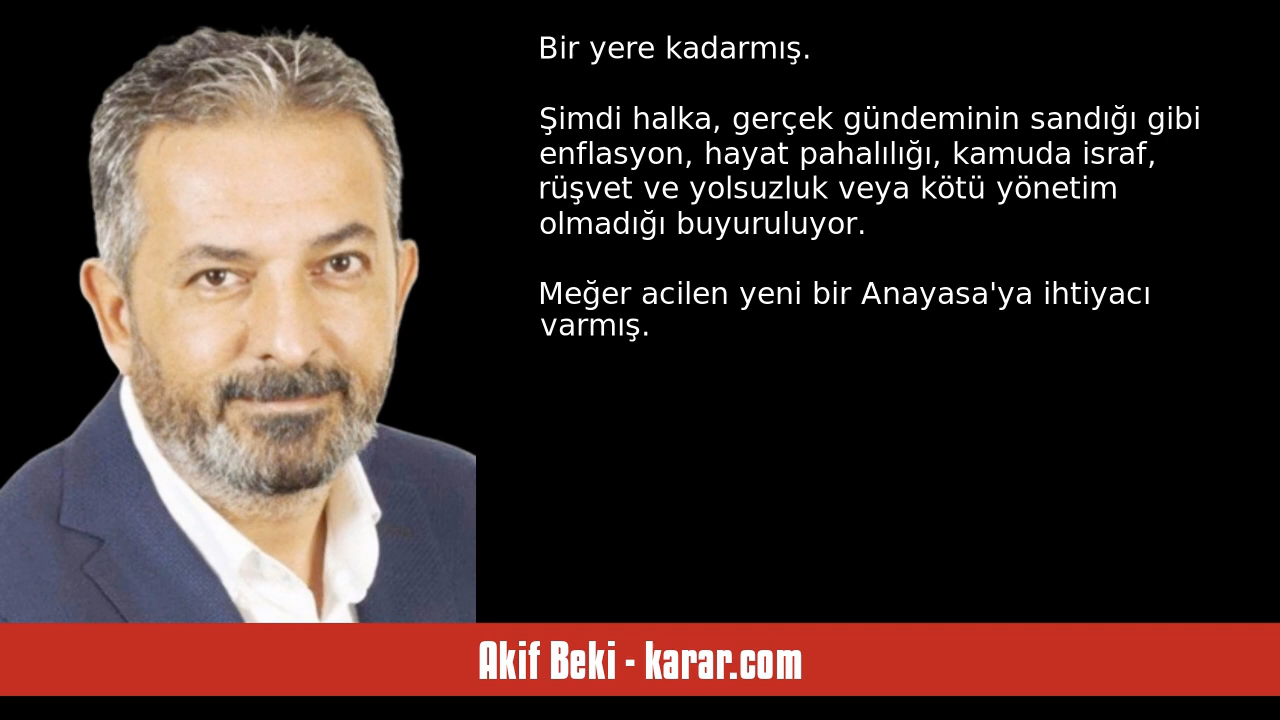 Bir yere kadarmış.
Şimdi halka, gerçek gündeminin sandığı gibi
enflasyon, hayat pahalılığı, kamuda israf,
rüşvet ve yolsuzluk veya kötü yönetim
olmadığı buyuruluyor.
Meğer acilen yeni bir Anayasa'ya ihtiyacı
varmış.
Akif Beki - karar.com